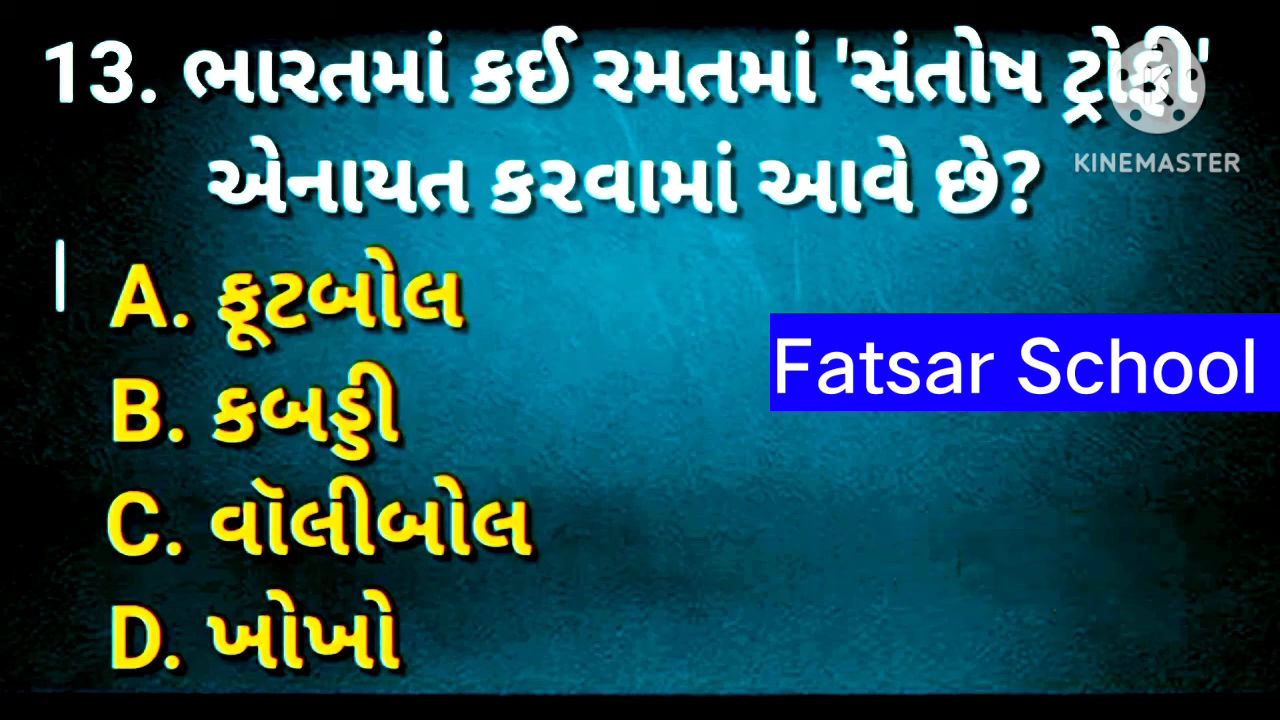 13. ભારતમાં કઈ રમતમાં 'સંતોષ ટ્રોફી'
એનાયત કરવામાં આવે છે?
KINEMASTER
A. ફૂટબોલ
Fatsar School
B. કબડ્ડી
C. વૉલીબોલ
D. ખોખો